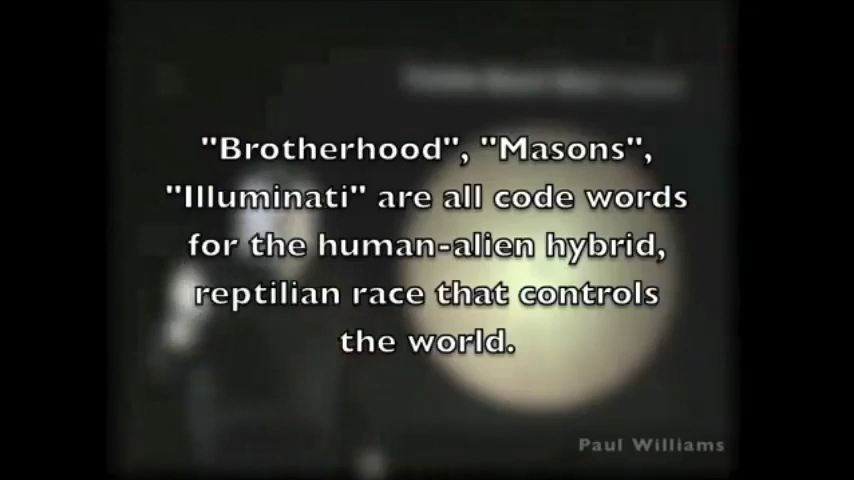 "Brotherhood", "Masons",
"Illuminati" are all code words
for the human-alien hybrid,
reptilian race that controls
the world.
Paul Williams